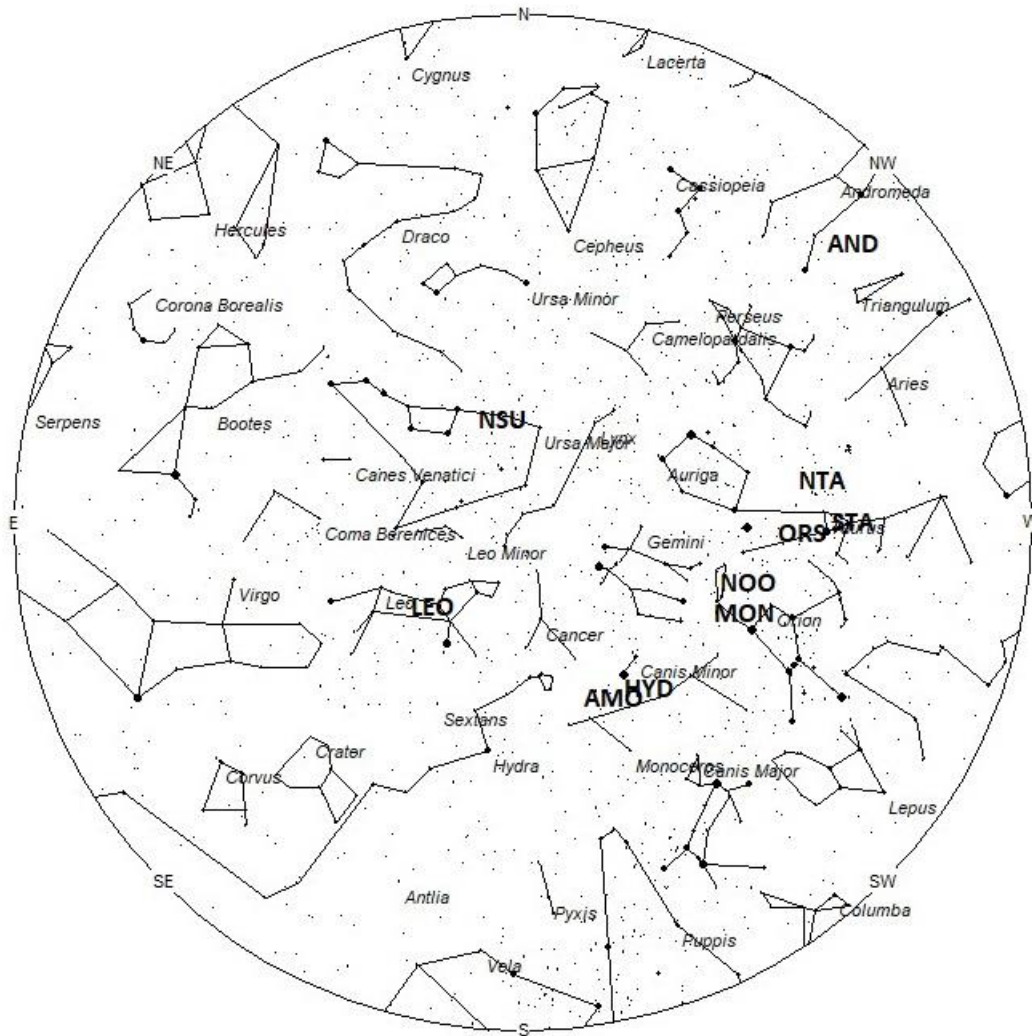 N
Cygnus
Lacerta
NE
NW
Cassiopeia
Andromeda
Hercules
Draco
Cepheus
AND
Corona Borealis
Ursa Minor
Triangulum
Perseus
Camelopardalis
Aries
Serpens
Bootes
NSU
Ursa Major
Lynx
Canes Venatici
Auriga
NTA
E
Coma Berenices
ORS
STA
Taurus
W
Leo Minor
Gemini
Virgo
Leo
LEO
NOO
MON
Orion
Cancer
Canis Minor
AMO
HYD
Sextans
Crater
Corvus
Hydra
Monoceros
Canis Major
Lepus
SE
SW
Antlia
Pyxis
Columba
Puppis
Vela
S